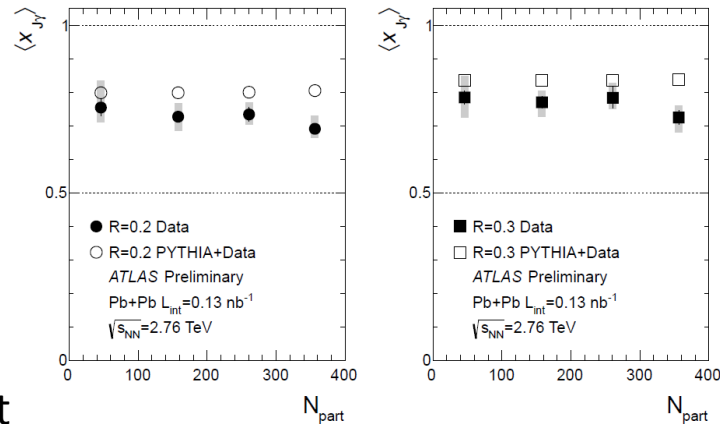 ⟨x_Jγ⟩
1
0.5
0
● R=0.2 Data
○ R=0.2 PYTHIA+Data
ATLAS Preliminary
Pb+Pb L_int=0.13 nb⁻¹
√s_NN=2.76 TeV
0 100 200 300 400
N_part
⟨x_Jγ⟩
1
0.5
0
■ R=0.3 Data
□ R=0.3 PYTHIA+Data
ATLAS Preliminary
Pb+Pb L_int=0.13 nb⁻¹
√s_NN=2.76 TeV
0 100 200 300 400
N_part
t